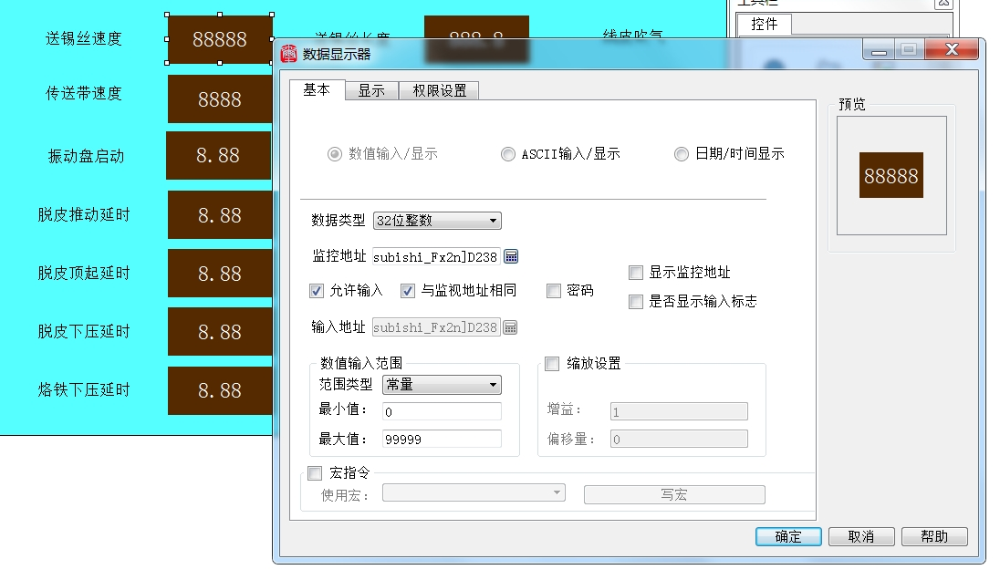 工具栏
控件
送锡丝速度
88888
送锡丝长度
888.8
线皮吹气
传送带速度
8888
振动盘启动
8.88
脱皮推动延时
8.88
脱皮顶起延时
8.88
脱皮下压延时
8.88
烙铁下压延时
8.88
数据显示器
基本
显示
权限设置
数值输入/显示
ASCII输入/显示
日期/时间显示
数据类型
32位整数
监控地址
subishi_Fx2n]D238
显示监控地址
允许输入
与监视地址相同
密码
是否显示输入标志
输入地址
subishi_Fx2n]D238
数值输入范围
范围类型
常量
最小值：
0
最大值：
99999
缩放设置
增益：
1
偏移量：
0
宏指令
使用宏：
写宏
预览
88888
确定
取消
帮助